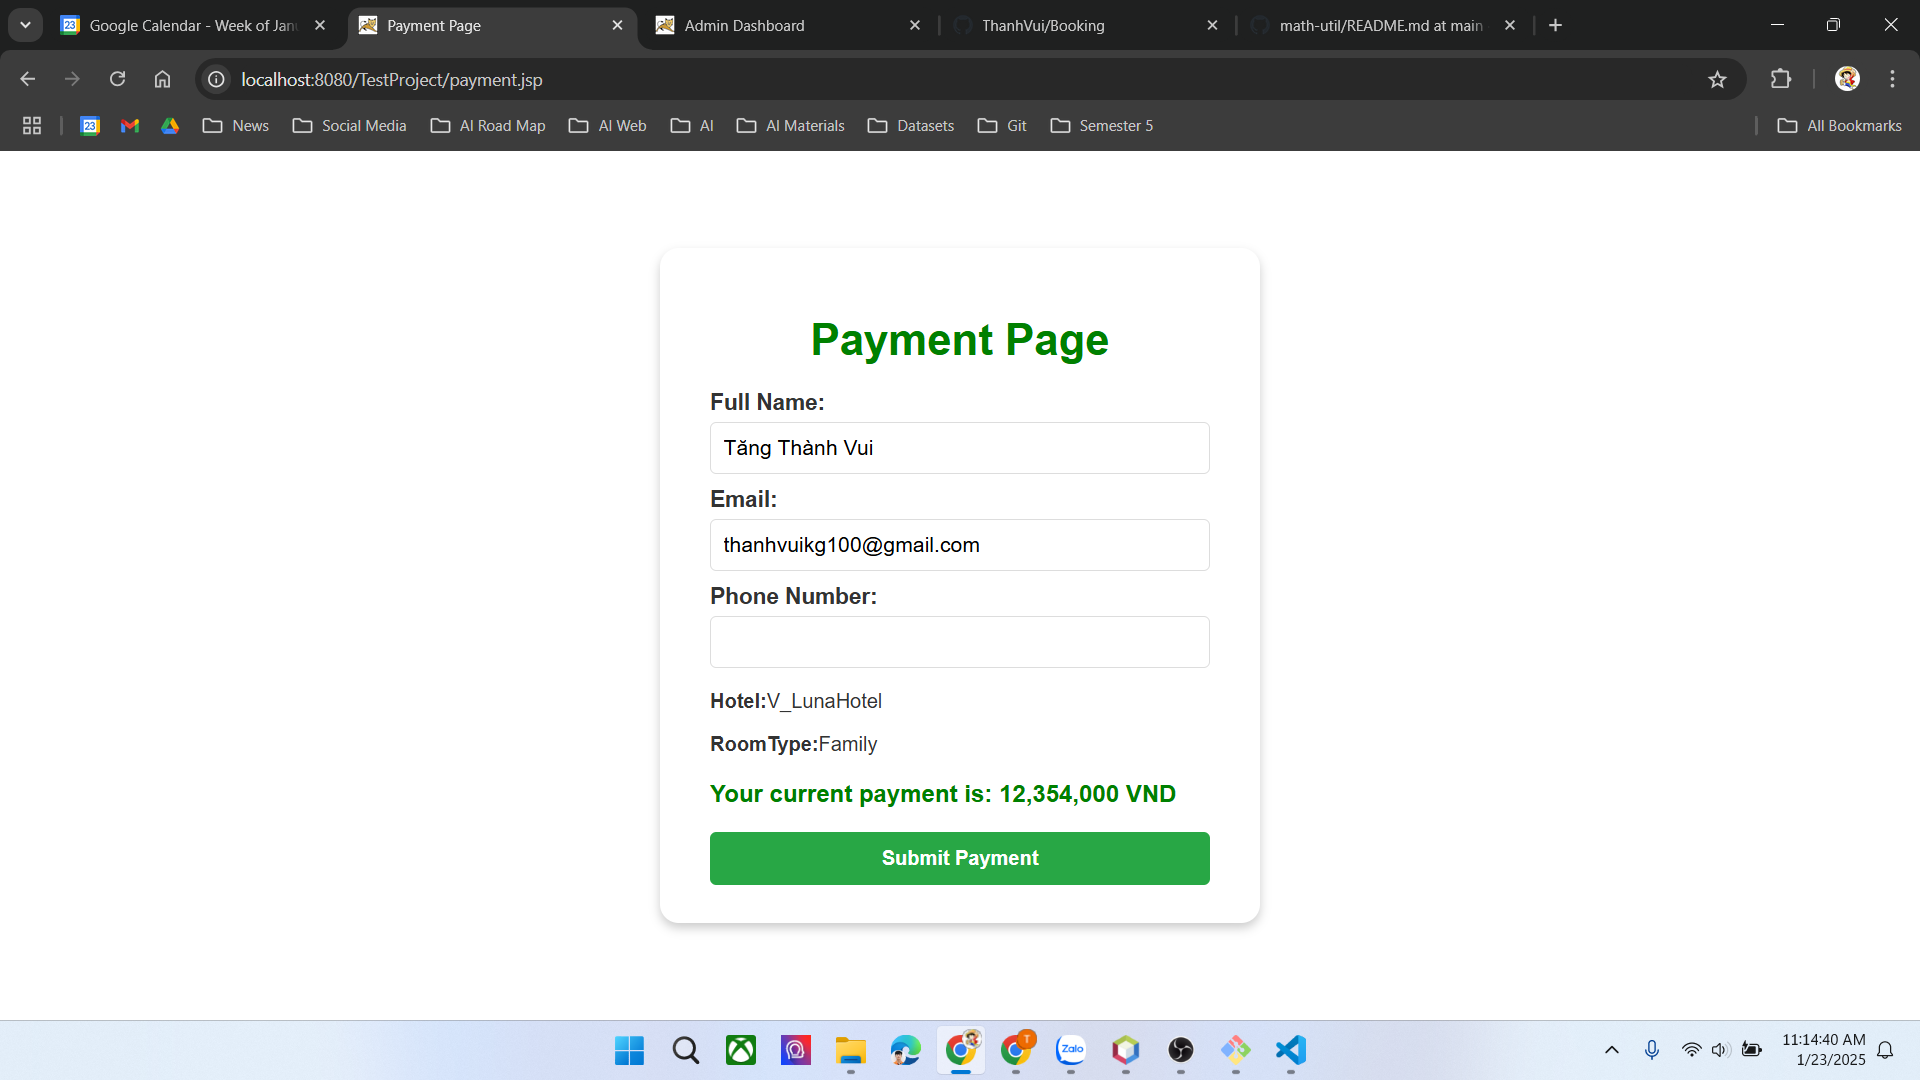 Google Calendar - Week of Jan
Payment Page
Admin Dashboard
ThanhVui/Booking
math-util/README.md at main
localhost:8080/TestProject/payment.jsp
23
News
Social Media
AI Road Map
AI Web
AI
AI Materials
Datasets
Git
Semester 5
All Bookmarks
Payment Page
Full Name:
Tăng Thành Vui
Email:
thanhvuikg100@gmail.com
Phone Number:
Hotel:V_LunaHotel
RoomType:Family
Your current payment is: 12,354,000 VND
Submit Payment
T
Zalo
11:14:40 AM
1/23/2025